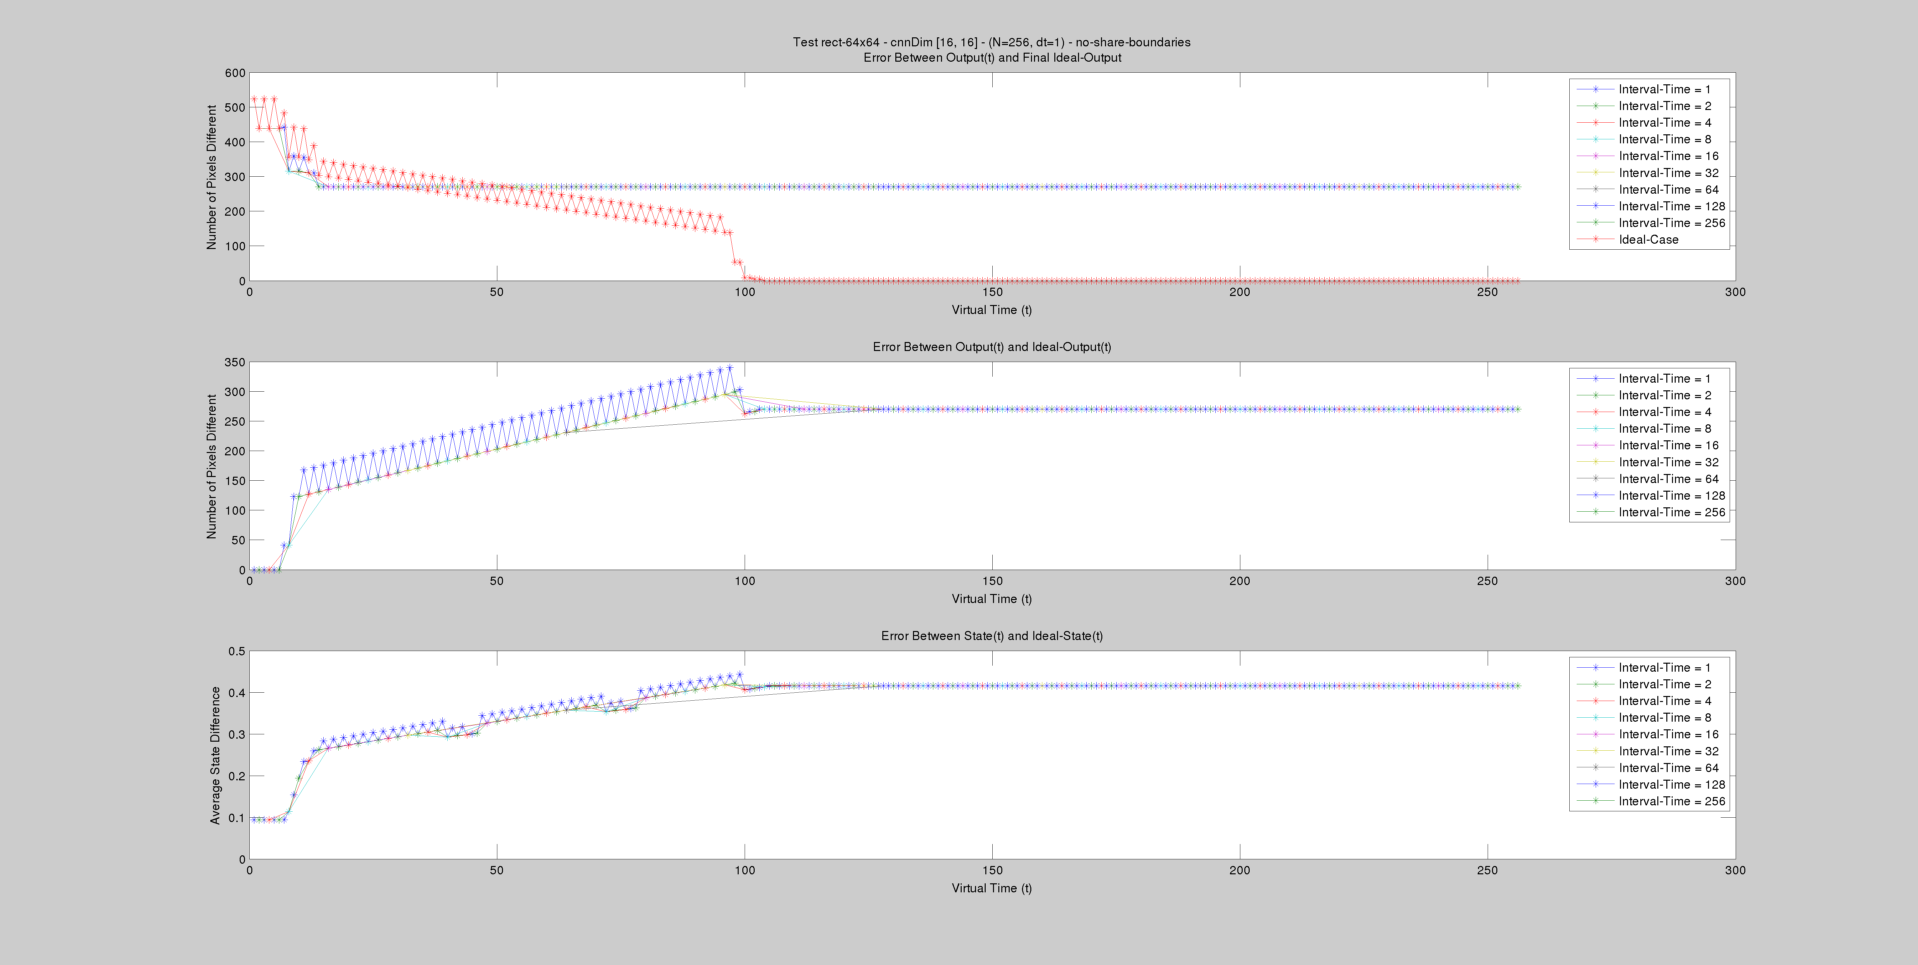 Test rect-64x64 - cnnDim [16, 16] - (N=256, dt=1) - no-share-boundaries
Error Between Output(t) and Final Ideal-Output
600
500
400
300
200
100
0
Number of Pixels Different
0 50 100 150 200 250 300
Virtual Time (t)
Interval-Time = 1
Interval-Time = 2
Interval-Time = 4
Interval-Time = 8
Interval-Time = 16
Interval-Time = 32
Interval-Time = 64
Interval-Time = 128
Interval-Time = 256
Ideal-Case
Error Between Output(t) and Ideal-Output(t)
350
300
250
200
150
100
50
0
Number of Pixels Different
0 50 100 150 200 250 300
Virtual Time (t)
Interval-Time = 1
Interval-Time = 2
Interval-Time = 4
Interval-Time = 8
Interval-Time = 16
Interval-Time = 32
Interval-Time = 64
Interval-Time = 128
Interval-Time = 256
Error Between State(t) and Ideal-State(t)
0.5
0.4
0.3
0.2
0.1
0
Average State Difference
0 50 100 150 200 250 300
Virtual Time (t)
Interval-Time = 1
Interval-Time = 2
Interval-Time = 4
Interval-Time = 8
Interval-Time = 16
Interval-Time = 32
Interval-Time = 64
Interval-Time = 128
Interval-Time = 256